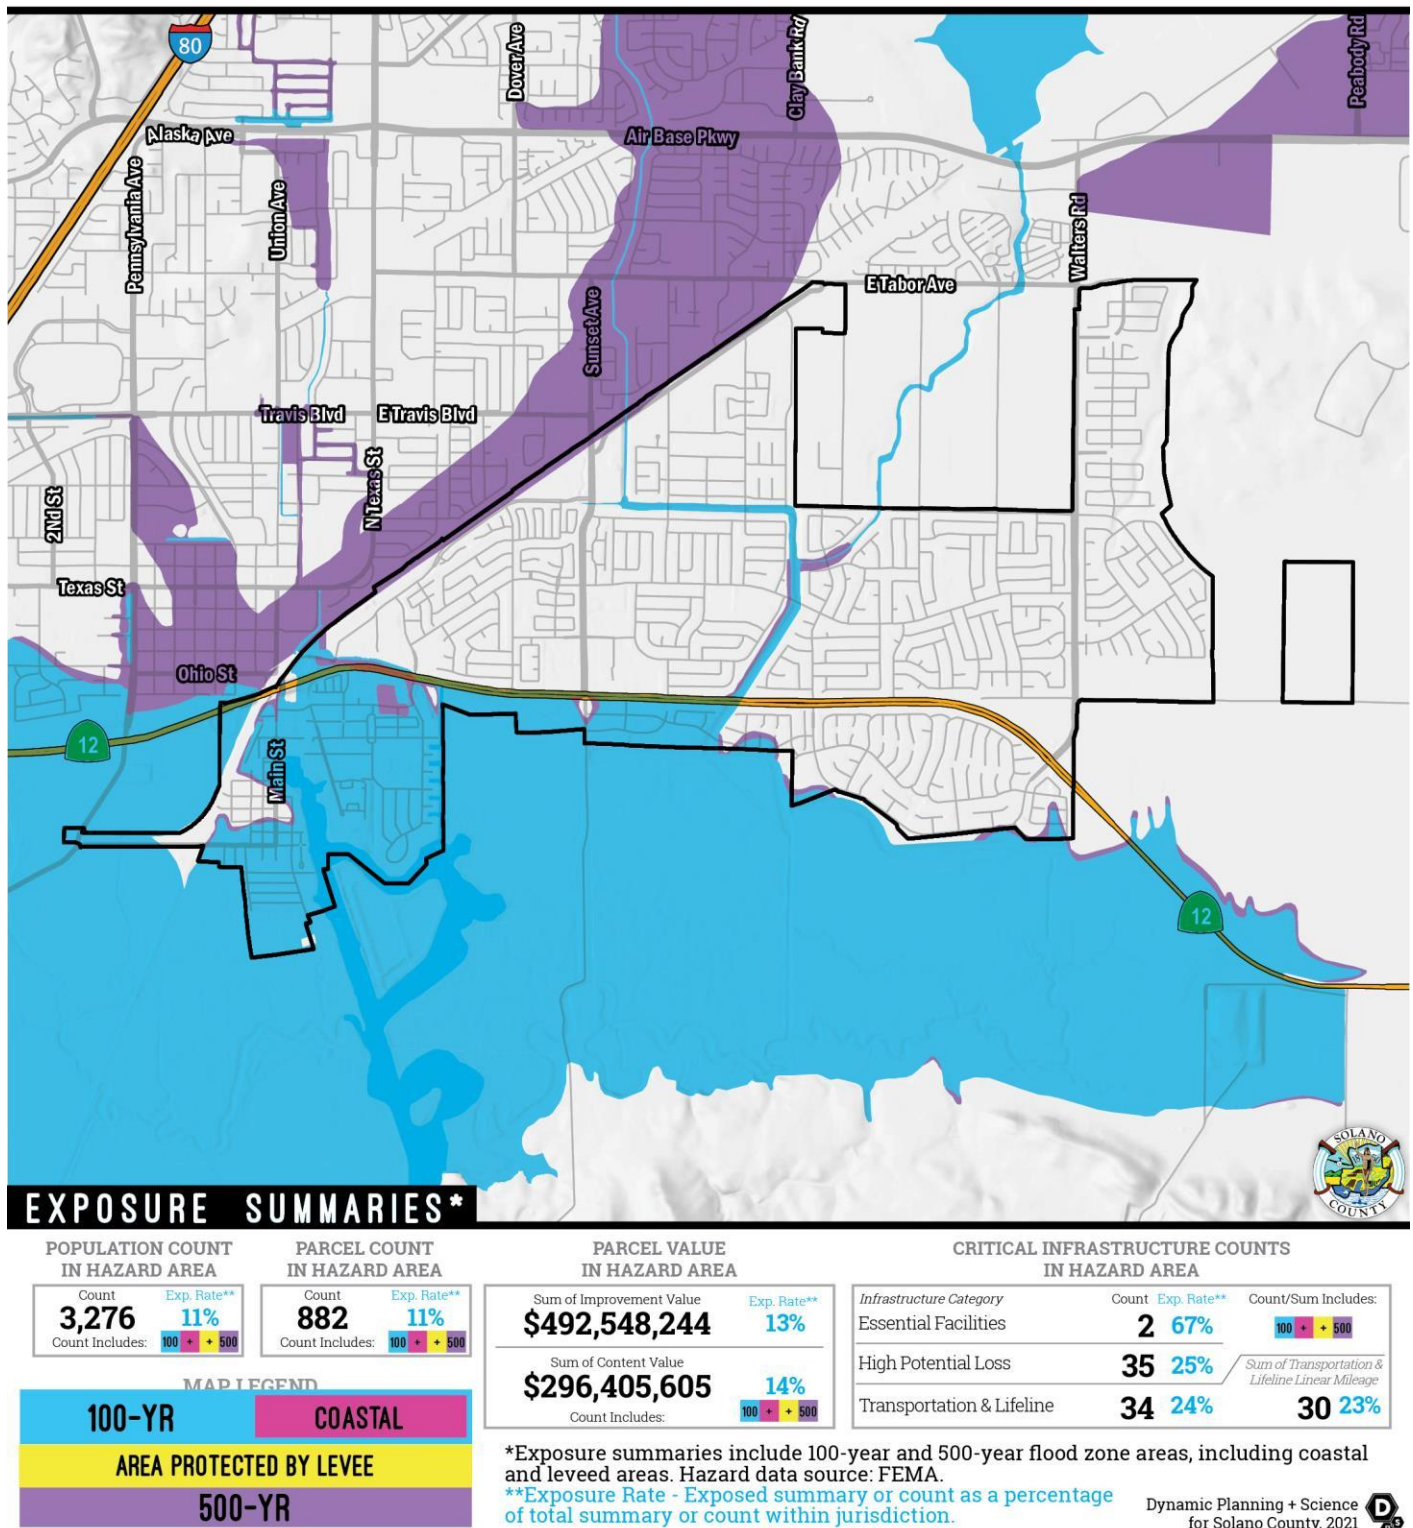 80
Dover Ave
Clay Bank Rd
Peabody Rd
Alaska Ave
Air Base Pkwy
Pennsylvania Ave
Union Ave
Walters Rd
E Tabor Ave
Sunset Ave
Travis Blvd
E Travis Blvd
N Texas St
2Nd St
Texas St
Ohio St
12
Main St
12
SOLANO
COUNTY
EXPOSURE SUMMARIES*
POPULATION COUNT
IN HAZARD AREA
Count Exp. Rate**
3,276 11%
Count Includes: 100 + + 500
PARCEL COUNT
IN HAZARD AREA
Count Exp. Rate**
882 11%
Count Includes: 100 + + 500
PARCEL VALUE
IN HAZARD AREA
Sum of Improvement Value Exp. Rate**
$492,548,244 13%
Sum of Content Value
$296,405,605 14%
Count Includes: 100 + + 500
CRITICAL INFRASTRUCTURE COUNTS
IN HAZARD AREA
Infrastructure Category Count Exp. Rate** Count/Sum Includes:
Essential Facilities 2 67% 100 + + 500
High Potential Loss 35 25% Sum of Transportation &
Lifeline Linear Mileage
Transportation & Lifeline 34 24% 30 23%
MAP LEGEND
100-YR COASTAL
AREA PROTECTED BY LEVEE
500-YR
*Exposure summaries include 100-year and 500-year flood zone areas, including coastal
and leveed areas. Hazard data source: FEMA.
**Exposure Rate - Exposed summary or count as a percentage
of total summary or count within jurisdiction.
Dynamic Planning + Science
for Solano County, 2021
D